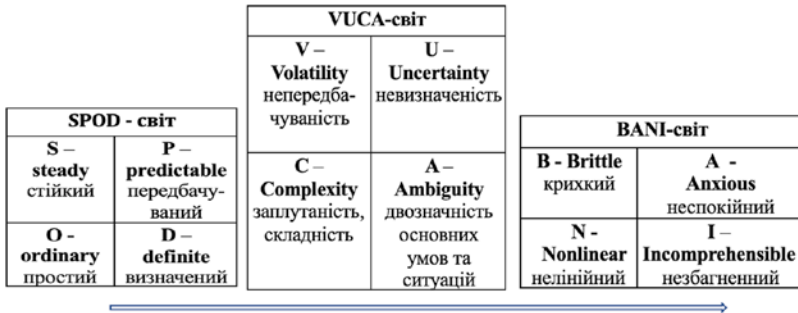 SPOD - світ
S –
steady
стійкий
P –
predictable
передбачу-
ваний
O -
ordinary
простий
D –
definite
визначений
VUCA-світ
V –
Volatility
непередба-
чуваність
U –
Uncertainty
невизначеність
C –
Complexity
заплутаність,
складність
A –
Ambiguity
двозначність
основних
умов та
ситуацій
BANI-світ
B - Brittle
крихкий
A -
Anxious
неспокійний
N -
Nonlinear
нелінійний
I –
Incomprehensible
незбагненний